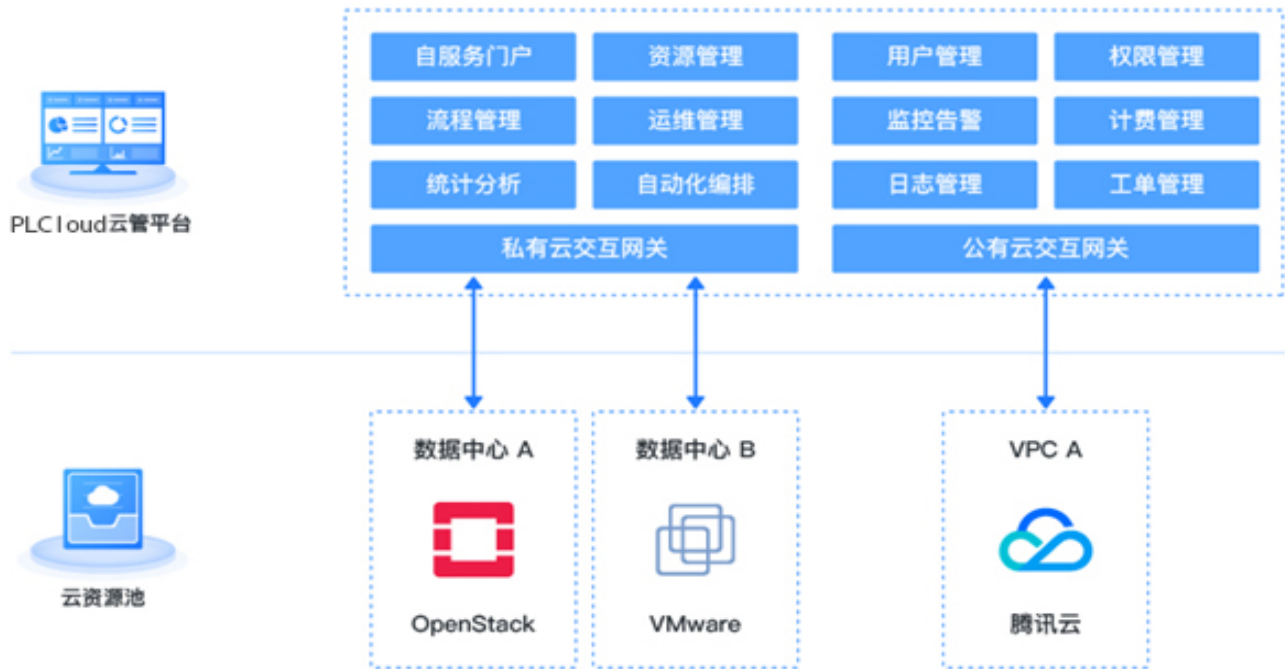 自服务门户 资源管理 用户管理 权限管理
流程管理 运维管理 监控告警 计费管理
统计分析 自动化编排 日志管理 工单管理
PLCloud云管平台
私有云交互网关 公有云交互网关
数据中心 A 数据中心 B VPC A
云资源池
OpenStack VMware 腾讯云